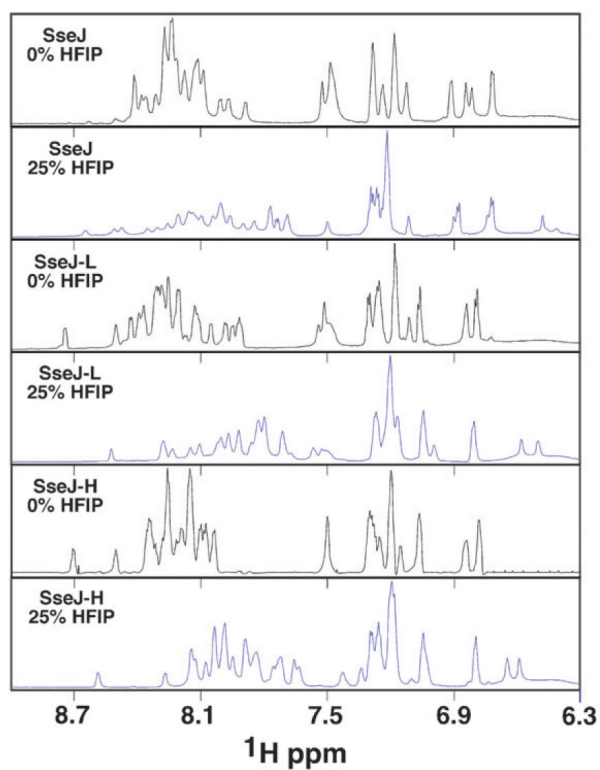 SseJ
0% HFIP
SseJ
25% HFIP
SseJ-L
0% HFIP
SseJ-L
25% HFIP
SseJ-H
0% HFIP
SseJ-H
25% HFIP
8.7 8.1 7.5 6.9 6.3
1H ppm